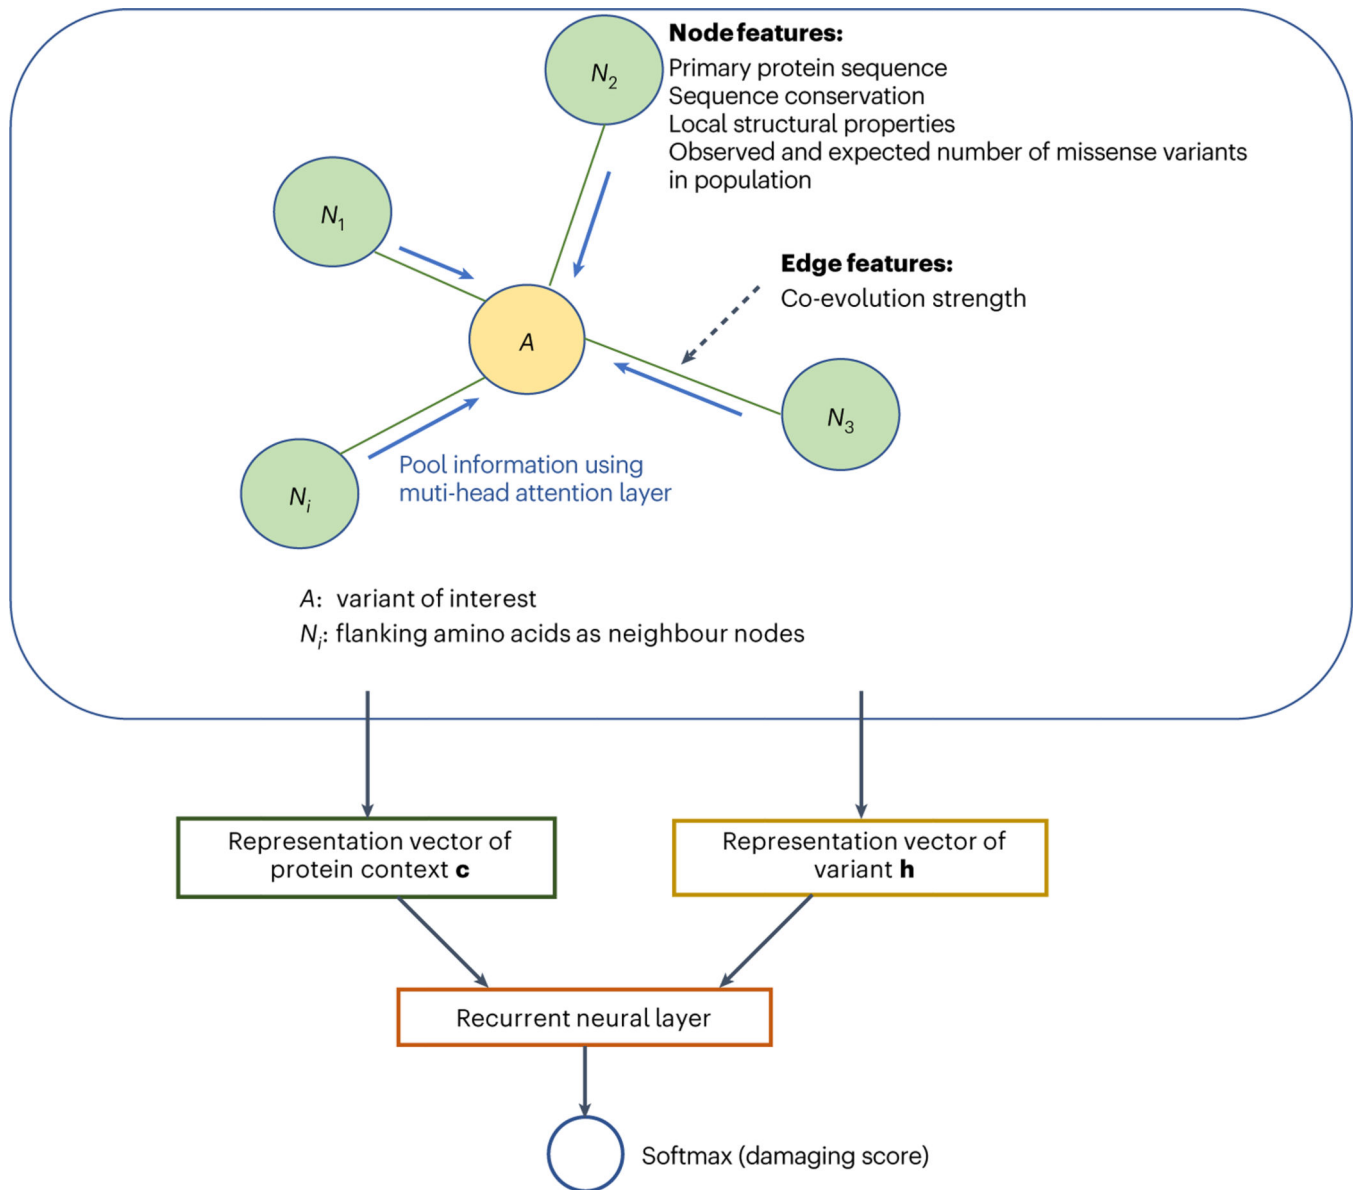 N2
Node features:
Primary protein sequence
Sequence conservation
Local structural properties
Observed and expected number of missense variants
in population
N1
Edge features:
Co-evolution strength
A
N3
Pool information using
muti-head attention layer
Ni
A: variant of interest
Ni: flanking amino acids as neighbour nodes
Representation vector of
protein context c
Representation vector of
variant h
Recurrent neural layer
Softmax (damaging score)